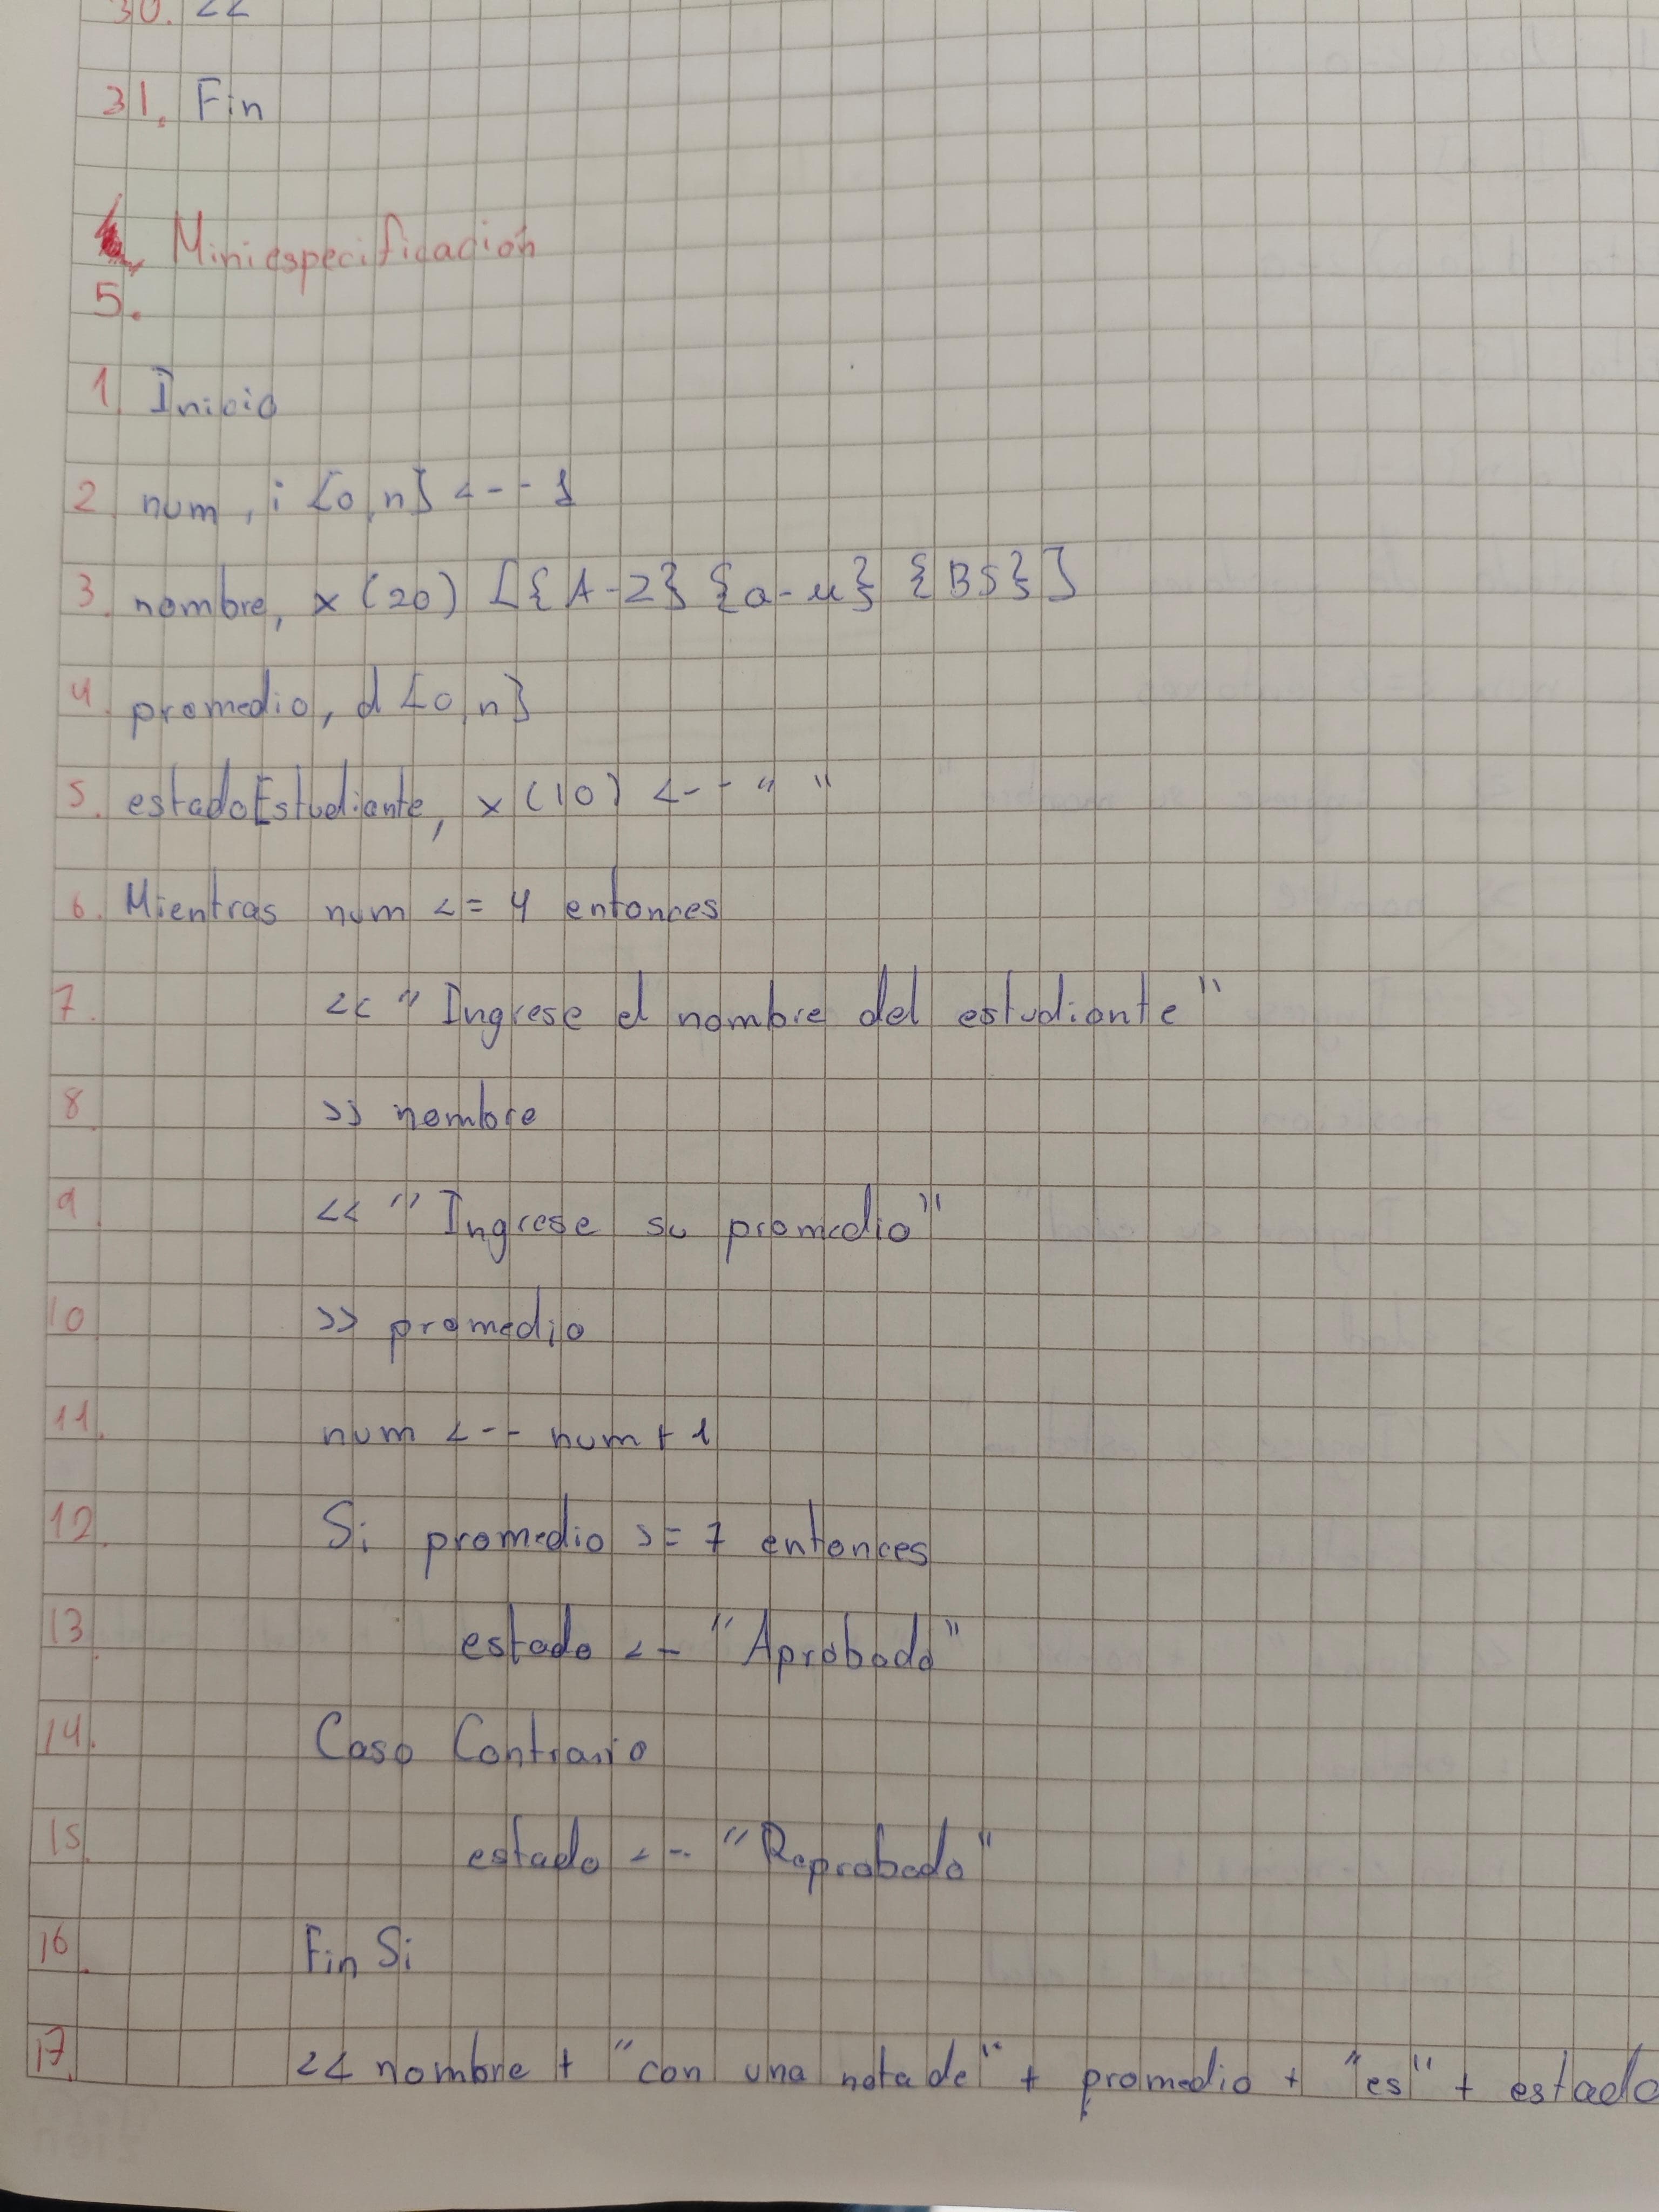 30. <<
31. Fin
Miniespecificación
5.
1. Inicio
2. num, i [0,n] <-- 1
3. nombre, x (20) [{A-Z} {a-u} {BS}]
4. promedio, d [0,n]
5. estadoEstudiante, x (10) <-- " "
6. Mientras num <= 4 entonces
7. << "Ingrese el nombre del estudiante"
8. >> nombre
9. << "Ingrese su promedio"
10. >> promedio
11. num <-- num + 1
12. Si promedio >= 7 entonces
13. estado <-- "Aprobado"
14. Caso Contrario
15. estado <-- "Reprobado"
16. Fin Si
17. << nombre + "con una nota de" + promedio + "es" + estado